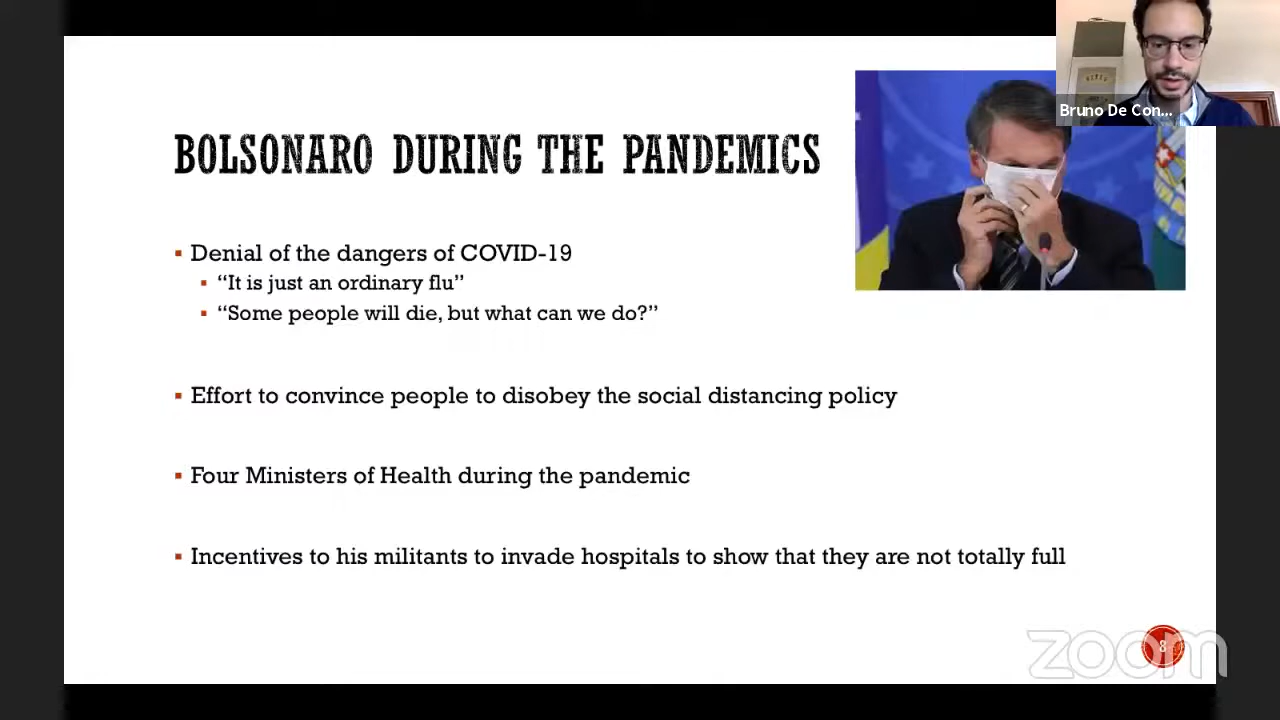 Bruno De Con...
BOLSONARO DURING THE PANDEMICS
▪ Denial of the dangers of COVID-19
▪ “It is just an ordinary flu”
▪ “Some people will die, but what can we do?”
▪ Effort to convince people to disobey the social distancing policy
▪ Four Ministers of Health during the pandemic
▪ Incentives to his militants to invade hospitals to show that they are not totally full
8
zoom